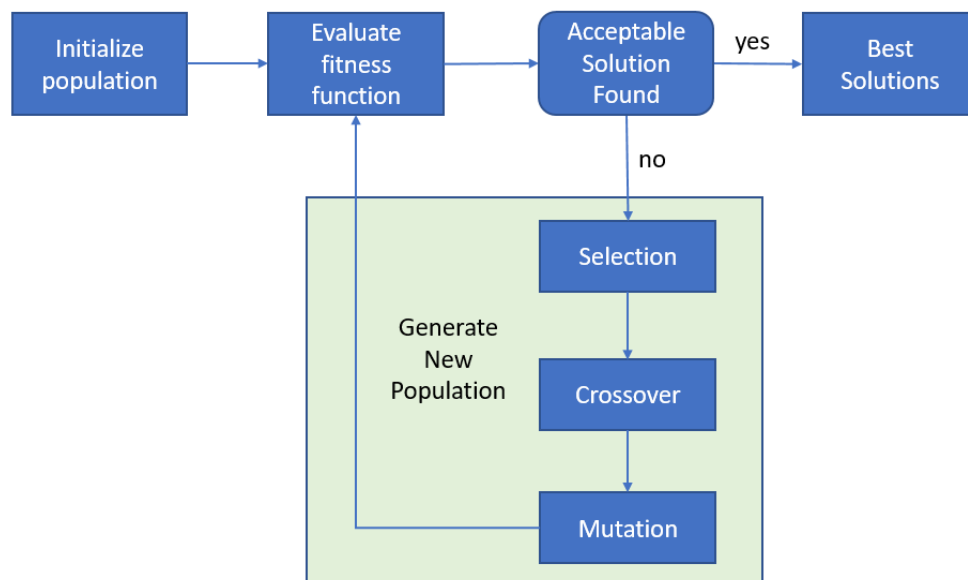 Initialize
population
Evaluate
fitness
function
Acceptable
Solution
Found
yes
Best
Solutions
no
Selection
Generate
New
Population
Crossover
Mutation